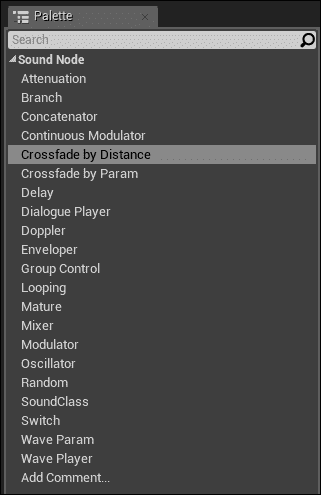 Palette
Search
Sound Node
Attenuation
Branch
Concatenator
Continuous Modulator
Crossfade by Distance
Crossfade by Param
Delay
Dialogue Player
Doppler
Enveloper
Group Control
Looping
Mature
Mixer
Modulator
Oscillator
Random
SoundClass
Switch
Wave Param
Wave Player
Add Comment...